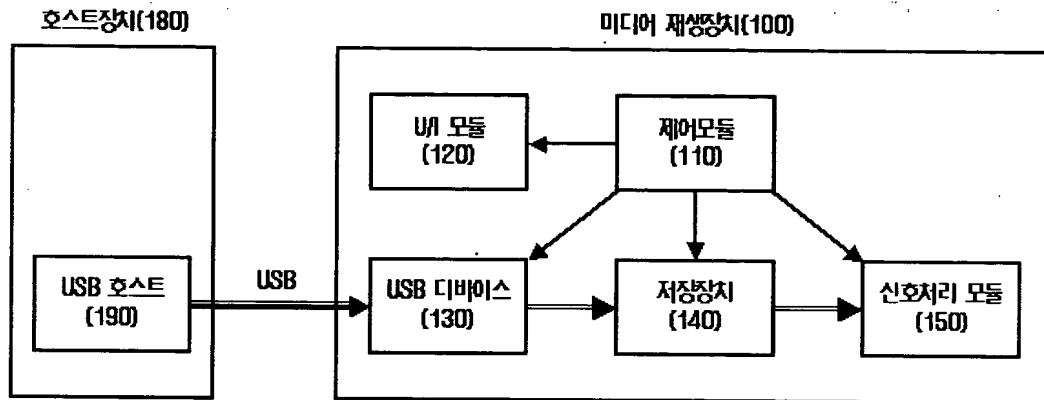 호스트장치(180)
미디어 재생장치(100)
U/I 모듈
(120)
제어모듈
(110)
USB 호스트
(190)
USB
USB 디바이스
(130)
저장장치
(140)
신호처리 모듈
(150)